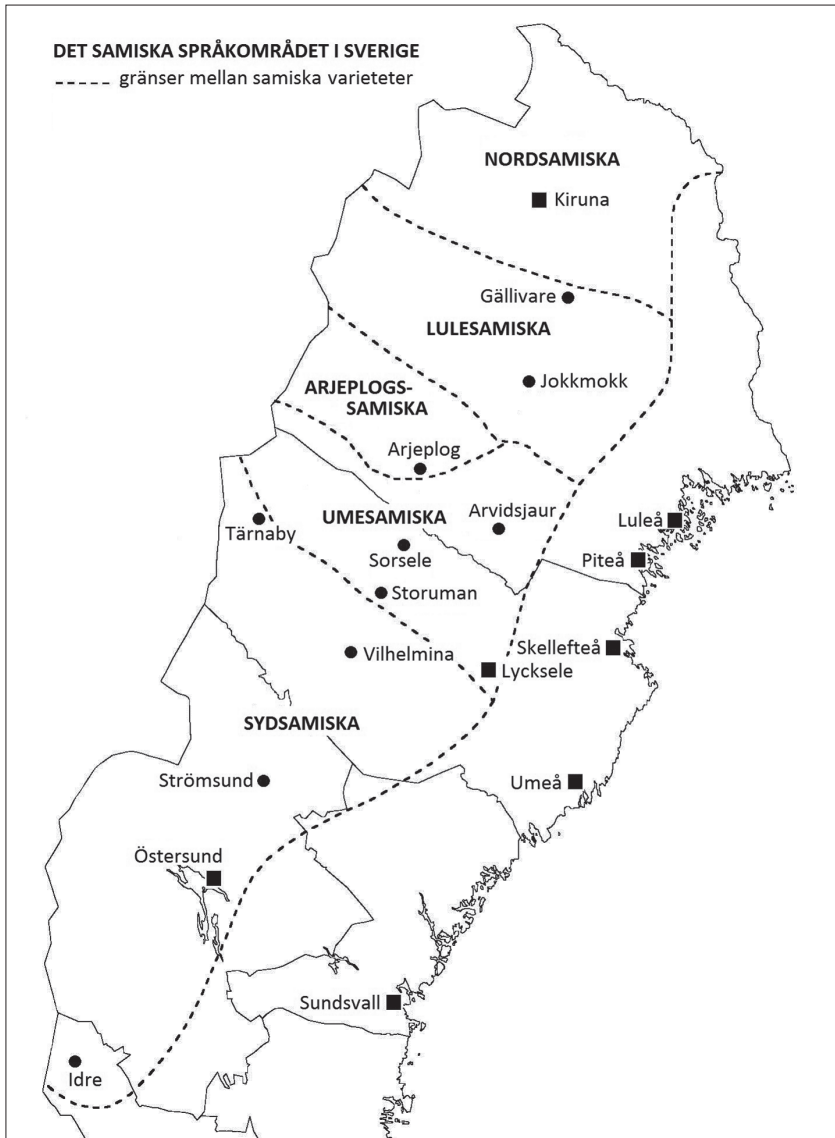 DET SAMISKA SPRÅKOMRÅDET I SVERIGE
gränser mellan samiska varieteter
NORDSAMISKA
Kiruna
Gällivare
LULESAMISKA
Jokkmokk
ARJEPLOGS-
SAMISKA
Arjeplog
Arvidsjaur
UMESAMISKA
Tärnaby
Luleå
Sorsele
Piteå
Storuman
Skellefteå
Vilhelmina
Lycksele
SYDSAMISKA
Strömsund
Umeå
Östersund
Sundsvall
Idre